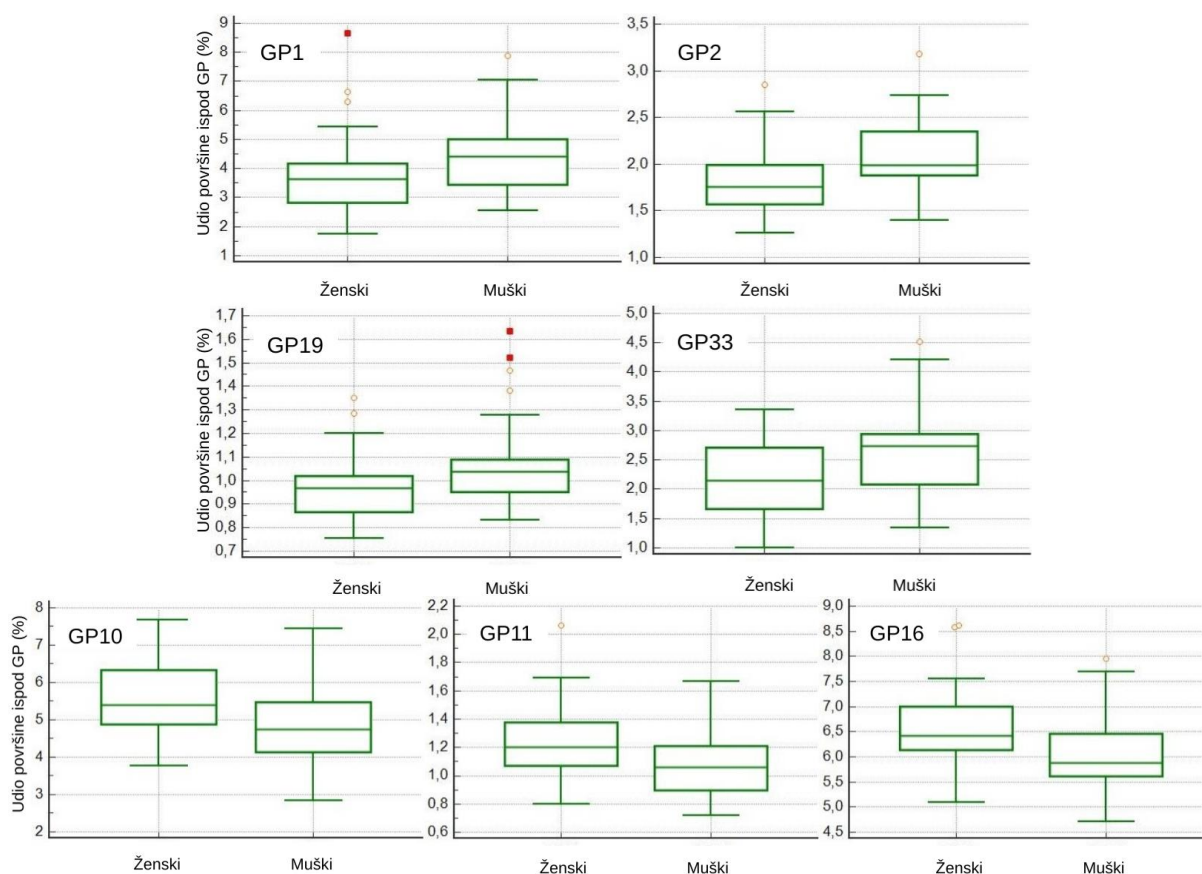 Udio površine ispod GP (%)
9
8
7
6
5
4
3
2
1
GP1
Ženski
Muški
3,5
3,0
2,5
2,0
1,5
1,0
GP2
Ženski
Muški
Udio površine ispod GP (%)
1,7
1,6
1,5
1,4
1,3
1,2
1,1
1,0
0,9
0,8
0,7
GP19
Ženski
Muški
5,0
4,5
4,0
3,5
3,0
2,5
2,0
1,5
1,0
GP33
Ženski
Muški
Udio površine ispod GP (%)
8
7
6
5
4
3
2
GP10
Ženski
Muški
2,2
2,0
1,8
1,6
1,4
1,2
1,0
0,8
0,6
GP11
Ženski
Muški
9,0
8,5
8,0
7,5
7,0
6,5
6,0
5,5
5,0
4,5
GP16
Ženski
Muški